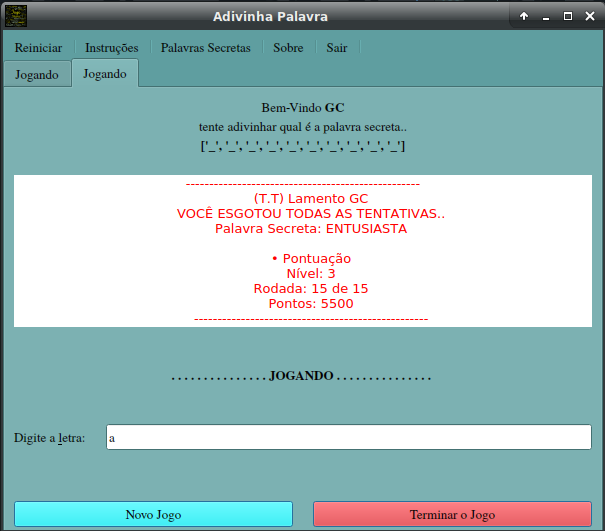 Adivinha Palavra
Reiniciar Instruções Palavras Secretas Sobre Sair
Jogando Jogando
Bem-Vindo GC
tente adivinhar qual é a palavra secreta..
['_', '_', '_', '_', '_', '_', '_', '_', '_', '_']
--------------------------------------------------
(T.T) Lamento GC
VOCÊ ESGOTOU TODAS AS TENTATIVAS..
Palavra Secreta: ENTUSIASTA
• Pontuação
Nível: 3
Rodada: 15 de 15
Pontos: 5500
--------------------------------------------------
. . . . . . . . . . . . . . . JOGANDO . . . . . . . . . . . . . . .
Digite a letra: a
Novo Jogo Terminar o Jogo